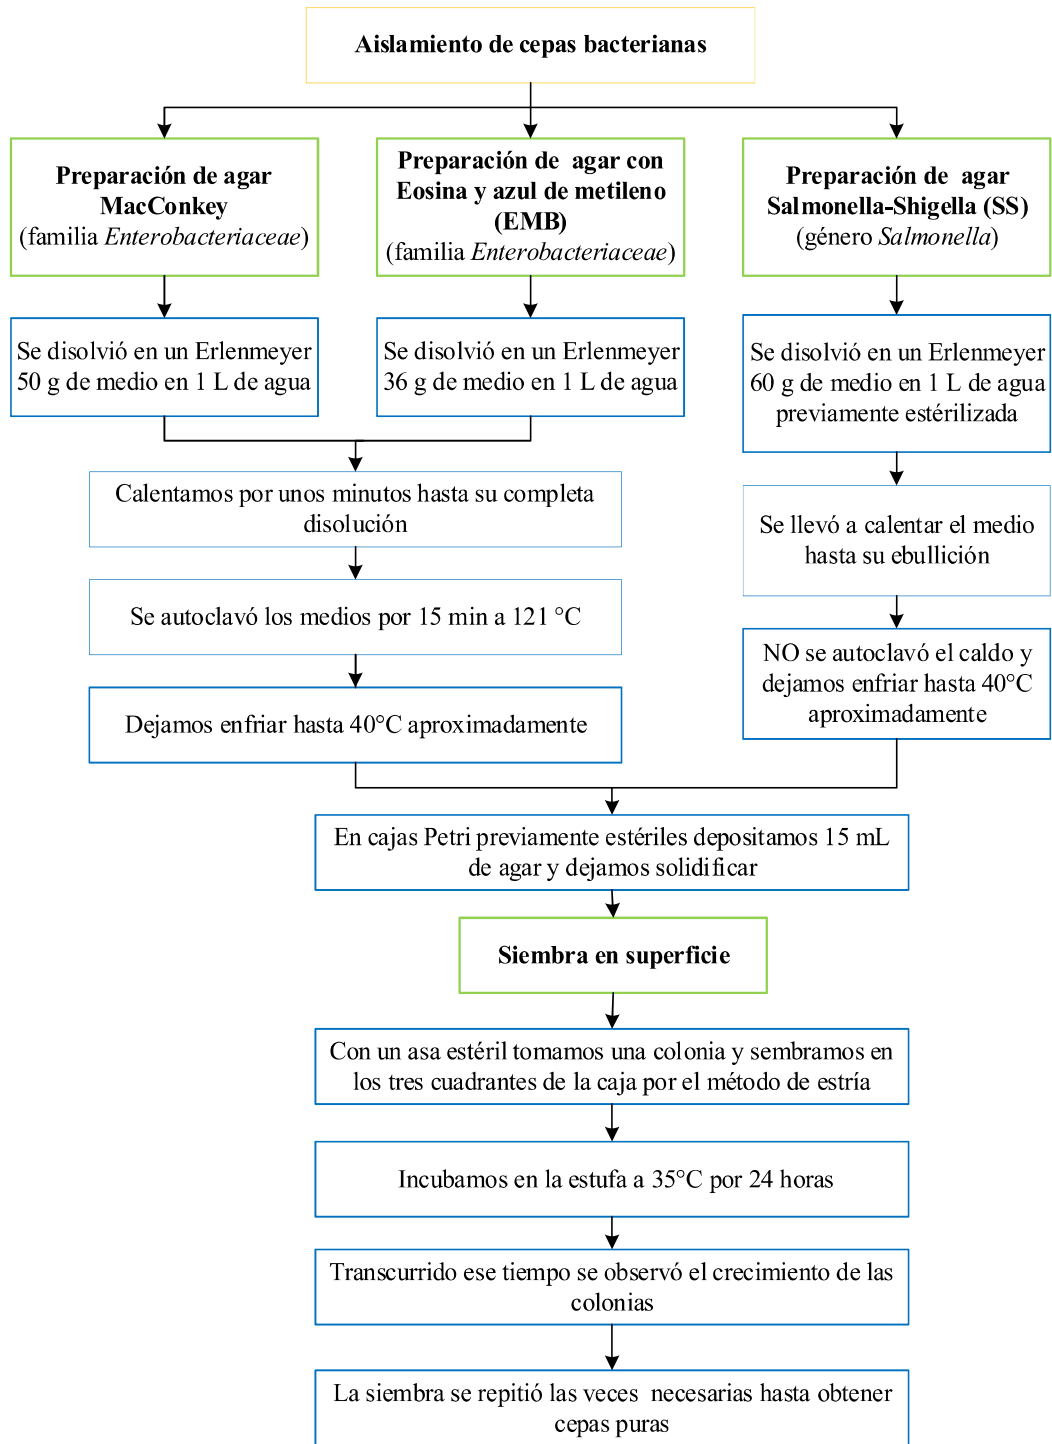 Aislamiento de cepas bacterianas
Preparación de agar
MacConkey
(familia Enterobacteriaceae)
Preparación de agar con
Eosina y azul de metileno
(EMB)
(familia Enterobacteriaceae)
Preparación de agar
Salmonella-Shigella (SS)
(género Salmonella)
Se disolvió en un Erlenmeyer
50 g de medio en 1 L de agua
Se disolvió en un Erlenmeyer
36 g de medio en 1 L de agua
Se disolvió en un Erlenmeyer
60 g de medio en 1 L de agua
previamente estérilizada
Calentamos por unos minutos hasta su completa
disolución
Se llevó a calentar el medio
hasta su ebullición
Se autoclavó los medios por 15 min a 121 °C
NO se autoclavó el caldo y
dejamos enfriar hasta 40°C
aproximadamente
Dejamos enfriar hasta 40°C aproximadamente
En cajas Petri previamente estériles depositamos 15 mL
de agar y dejamos solidificar
Siembra en superficie
Con un asa estéril tomamos una colonia y sembramos en
los tres cuadrantes de la caja por el método de estría
Incubamos en la estufa a 35°C por 24 horas
Transcurrido ese tiempo se observó el crecimiento de las
colonias
La siembra se repitió las veces necesarias hasta obtener
cepas puras